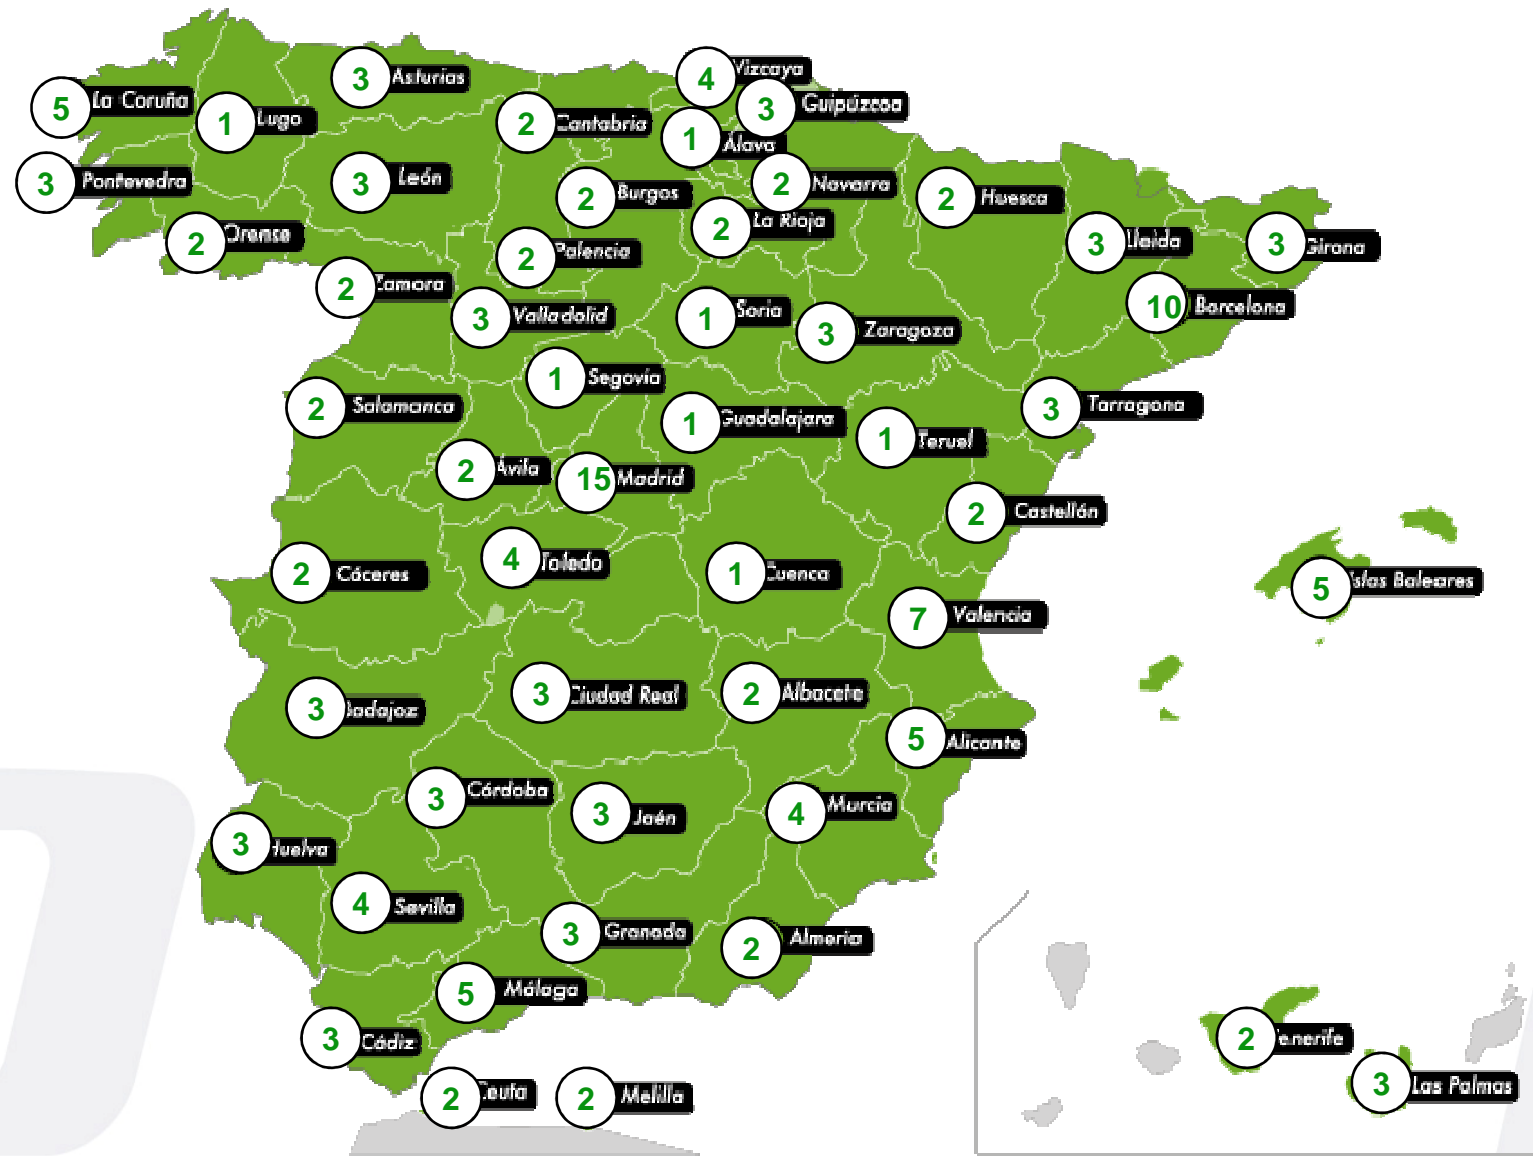 4 Vizcaya
3 Asturias
5 La Coruña
3 Guipúzcoa
1 Lugo
2 Cantabria
1 Álava
3 Pontevedra
3 León
2 Navarra
2 Burgos
2 Huesca
2 La Rioja
2 Orense
3 Lleida
3 Girona
2 Palencia
2 Zamora
10 Barcelona
3 Valladolid
1 Soria
3 Zaragoza
1 Segovia
2 Salamanca
3 Tarragona
1 Guadalajara
1 Teruel
2 Ávila
15 Madrid
2 Castellón
4 Toledo
2 Cáceres
1 Cuenca
5 Islas Baleares
7 Valencia
3 Ciudad Real
2 Albacete
3 Badajoz
5 Alicante
3 Córdoba
3 Jaén
4 Murcia
3 Huelva
4 Sevilla
3 Granada
2 Almeria
5 Málaga
3 Cádiz
2 Tenerife
3 Las Palmas
2 Ceuta
2 Melilla